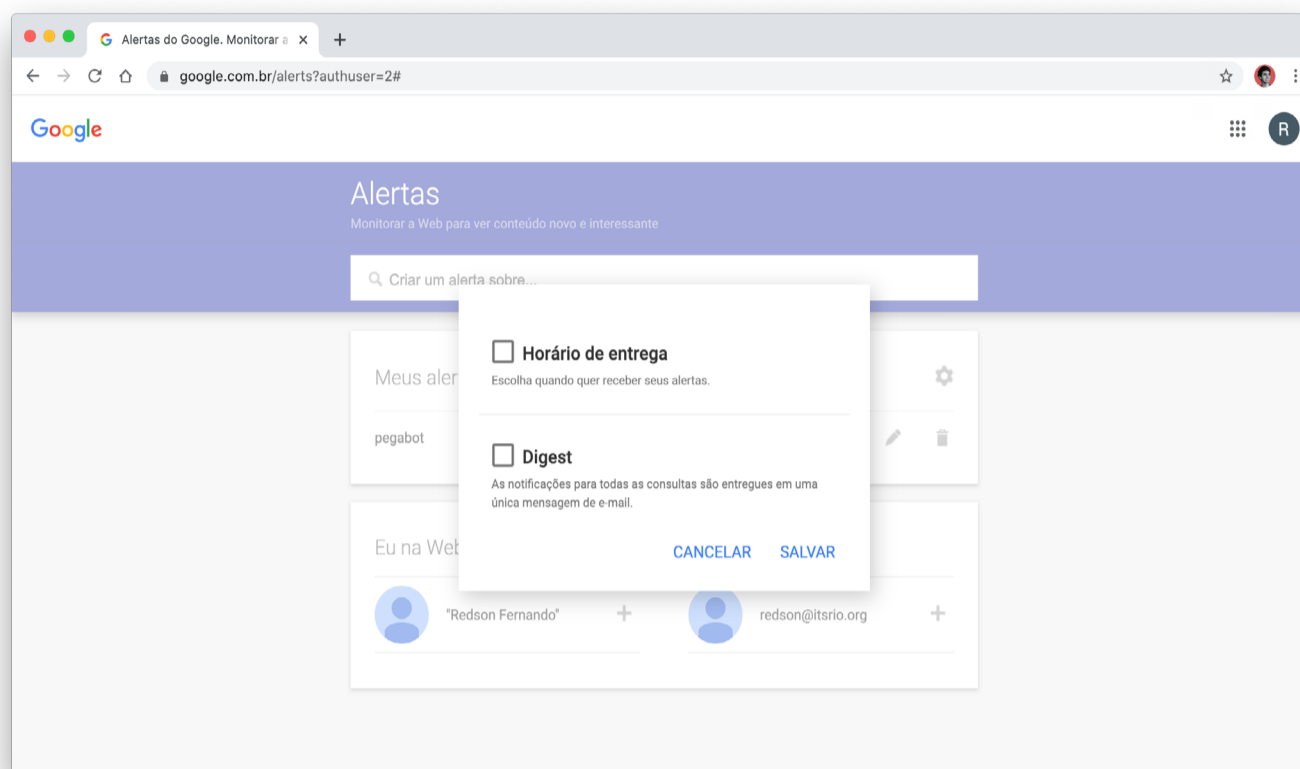 Alertas do Google. Monitorar a
google.com.br/alerts?authuser=2#
Google
R
Alertas
Monitorar a Web para ver conteúdo novo e interessante
Criar um alerta sobre...
Horário de entrega
Escolha quando quer receber seus alertas.
Meus aler
pegabot
Digest
As notificações para todas as consultas são entregues em uma
única mensagem de e-mail.
CANCELAR SALVAR
Eu na Web
"Redson Fernando"
redson@itsrio.org